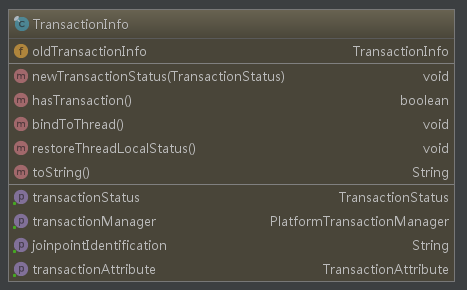 TransactionInfo
oldTransactionInfo TransactionInfo
newTransactionStatus(TransactionStatus) void
hasTransaction() boolean
bindToThread() void
restoreThreadLocalStatus() void
toString() String
transactionStatus TransactionStatus
transactionManager PlatformTransactionManager
joinpointIdentification String
transactionAttribute TransactionAttribute